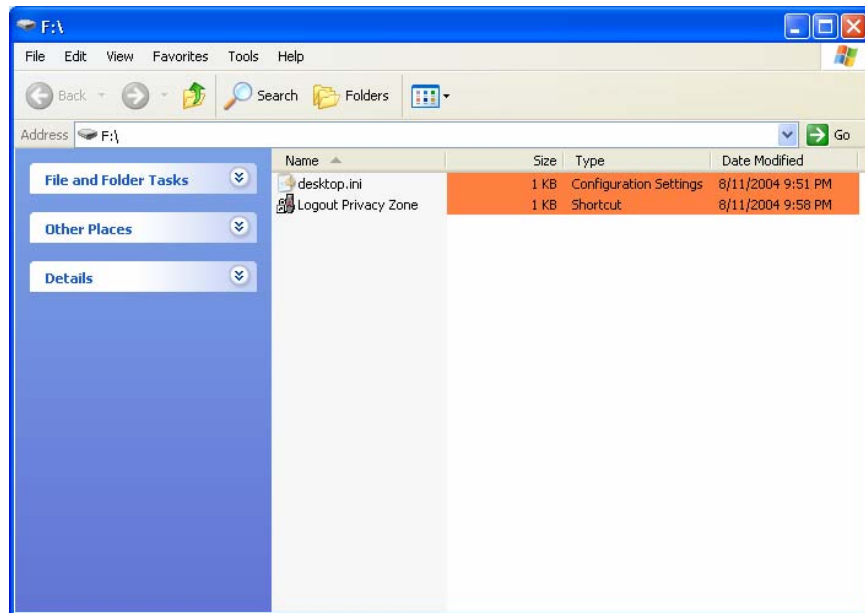 F:\
File Edit View Favorites Tools Help
Back Search Folders
Address F:\ Go
File and Folder Tasks
Other Places
Details
Name Size Type Date Modified
desktop.ini 1 KB Configuration Settings 8/11/2004 9:51 PM
Logout Privacy Zone 1 KB Shortcut 8/11/2004 9:58 PM